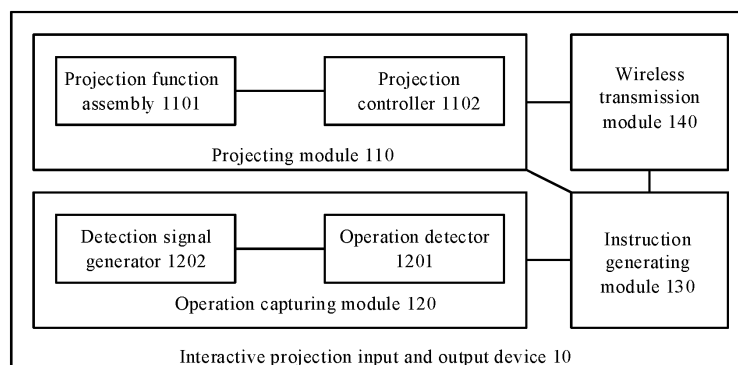 Projection function
assembly 1101
Projection
controller 1102
Projecting module 110
Wireless
transmission
module 140
Detection signal
generator 1202
Operation detector
1201
Operation capturing module 120
Instruction
generating
module 130
Interactive projection input and output device 10